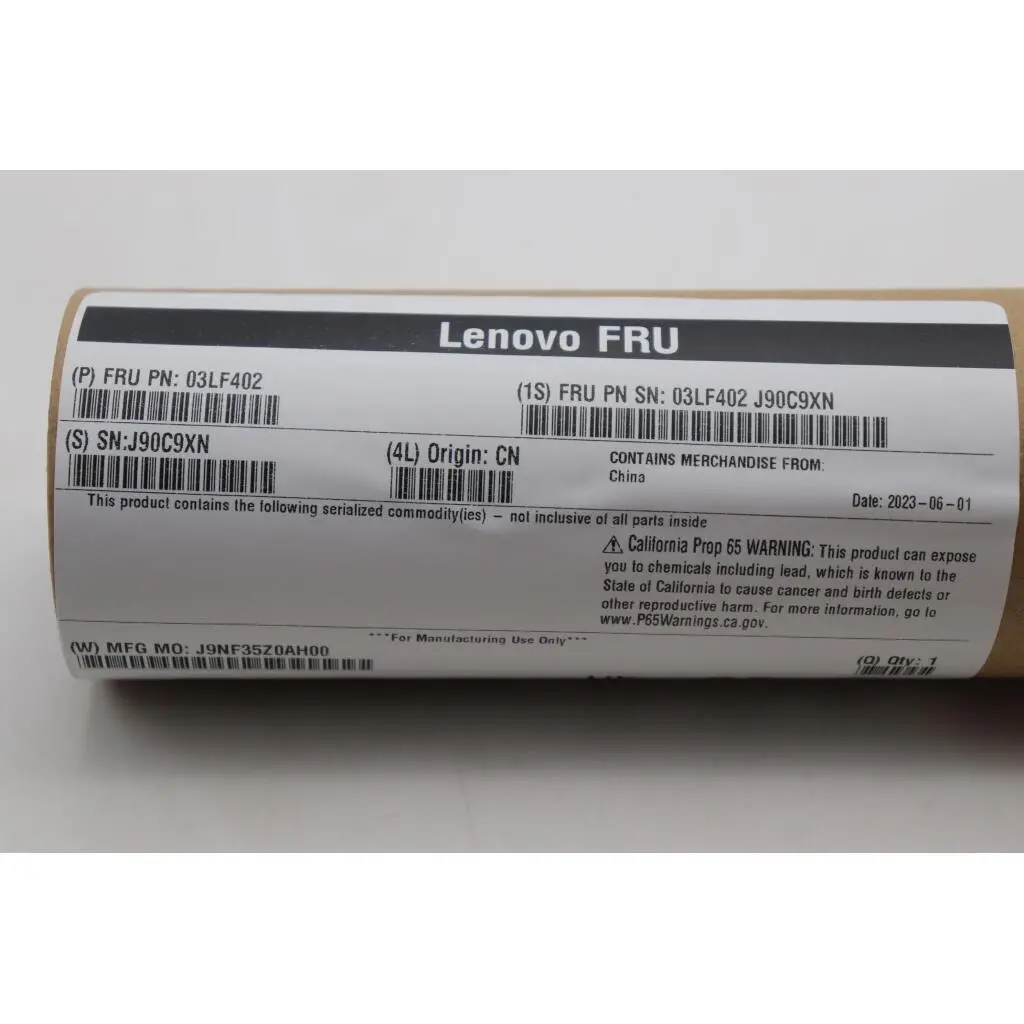 Lenovo FRU
(P) FRU PN: 03LF402
(1S) FRU PN SN: 03LF402 J90C9XN
(S) SN:J90C9XN
(4L) Origin: CN
CONTAINS MERCHANDISE FROM:
China
Date: 2023-06-01
This product contains the following serialized commodity(ies) – not inclusive of all parts inside
⚠ California Prop 65 WARNING: This product can expose
you to chemicals including lead, which is known to the
State of California to cause cancer and birth defects or
other reproductive harm. For more information, go to
www.P65Warnings.ca.gov.
***For Manufacturing Use Only***
(W) MFG MO: J9NF35Z0AH00
(Q) Qty: 1